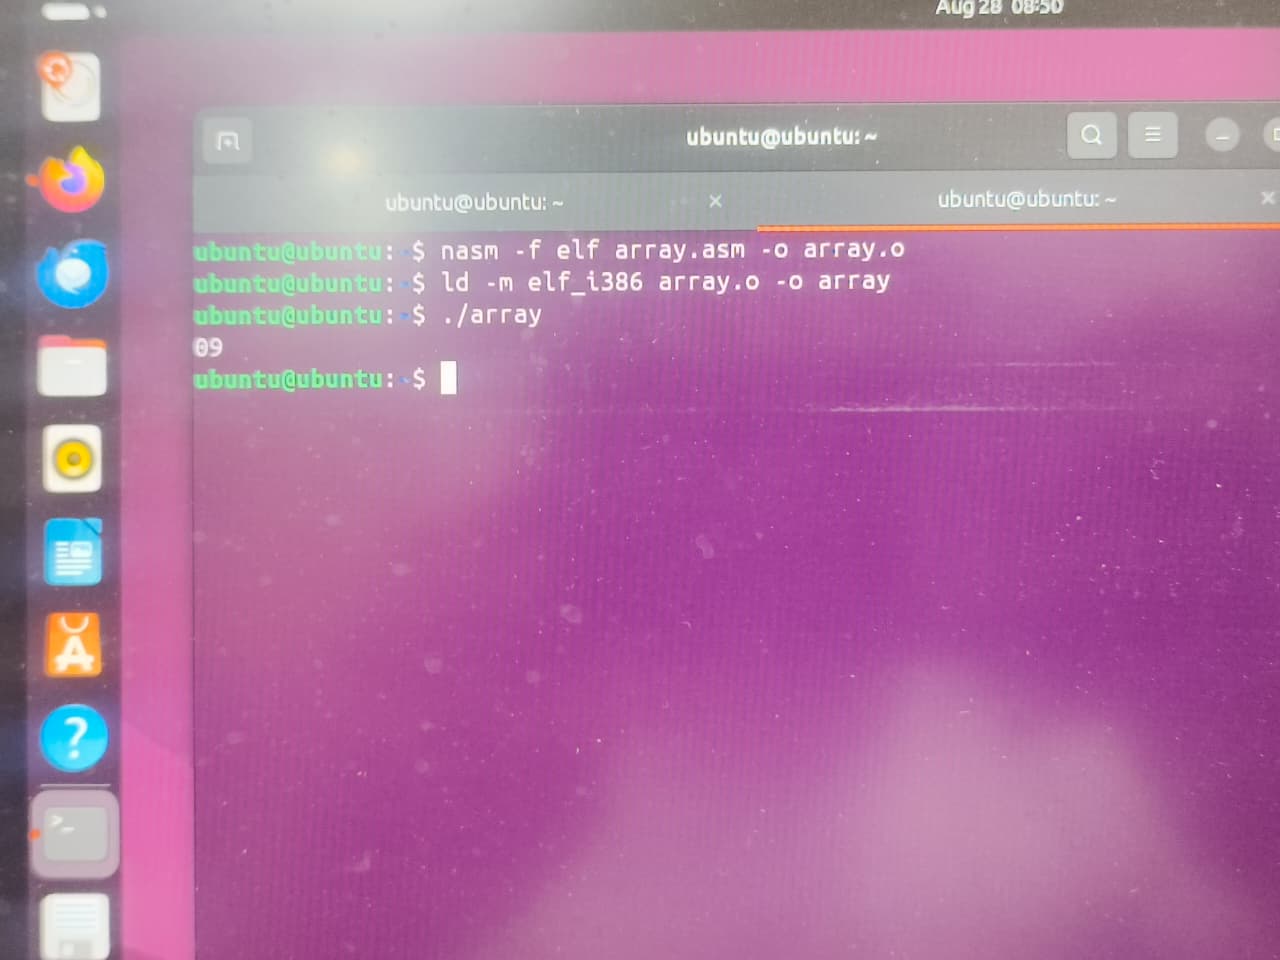 Aug 28 08:50
ubuntu@ubuntu: ~
ubuntu@ubuntu: ~
ubuntu@ubuntu: ~
ubuntu@ubuntu:~$ nasm -f elf array.asm -o array.o
ubuntu@ubuntu:~$ ld -m elf_i386 array.o -o array
ubuntu@ubuntu:~$ ./array
09
ubuntu@ubuntu:~$